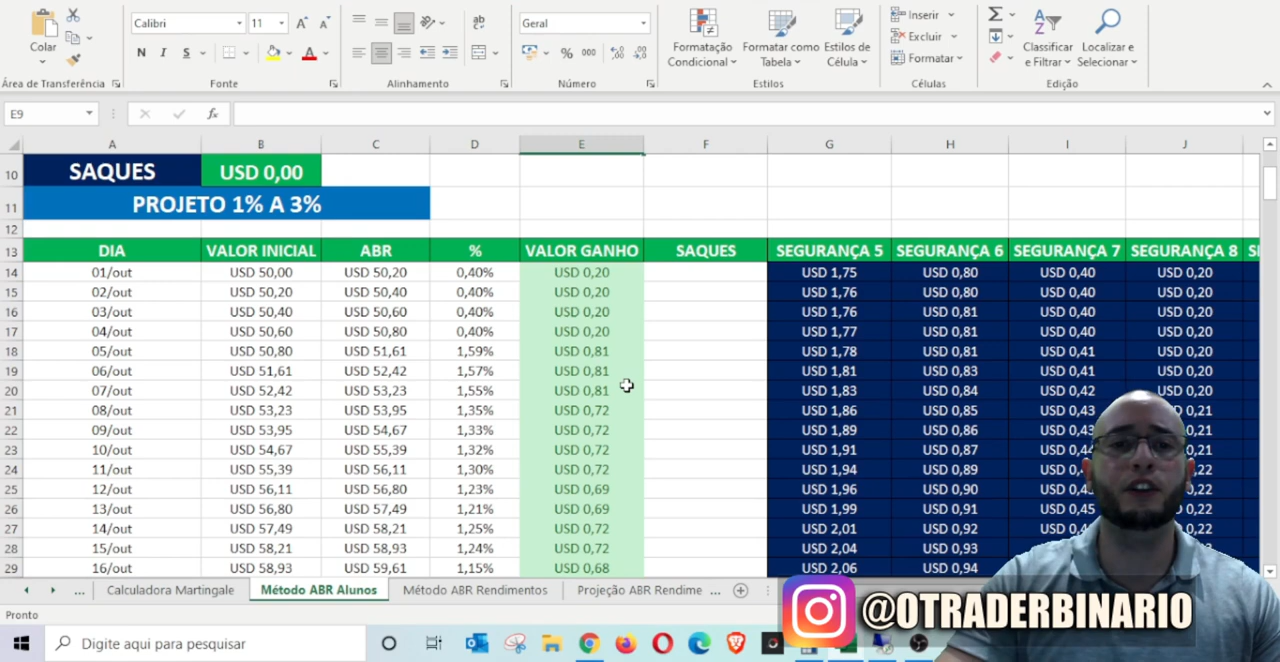 Colar
Área de Transferência
Calibri
11
N I S
A
Fonte
ab
Alinhamento
Geral
% 000
Número
Formatação
Condicional
Formatar como
Tabela
Estilos de
Célula
Estilos
Inserir
Excluir
Formatar
Células
Classificar
e Filtrar
Localizar e
Selecionar
Edição
E9
fx
A B C D E F G H I J
10 SAQUES USD 0,00
11 PROJETO 1% A 3%
12
13 DIA VALOR INICIAL ABR % VALOR GANHO SAQUES SEGURANÇA 5 SEGURANÇA 6 SEGURANÇA 7 SEGURANÇA 8
14 01/out USD 50,00 USD 50,20 0,40% USD 0,20 USD 1,75 USD 0,80 USD 0,40 USD 0,20
15 02/out USD 50,20 USD 50,40 0,40% USD 0,20 USD 1,76 USD 0,80 USD 0,40 USD 0,20
16 03/out USD 50,40 USD 50,60 0,40% USD 0,20 USD 1,76 USD 0,81 USD 0,40 USD 0,20
17 04/out USD 50,60 USD 50,80 0,40% USD 0,20 USD 1,77 USD 0,81 USD 0,40 USD 0,20
18 05/out USD 50,80 USD 51,61 1,59% USD 0,81 USD 1,78 USD 0,81 USD 0,41 USD 0,20
19 06/out USD 51,61 USD 52,42 1,57% USD 0,81 USD 1,81 USD 0,83 USD 0,41 USD 0,20
20 07/out USD 52,42 USD 53,23 1,55% USD 0,81 USD 1,83 USD 0,84 USD 0,42 USD 0,20
21 08/out USD 53,23 USD 53,95 1,35% USD 0,72 USD 1,86 USD 0,85 USD 0,43 0,21
22 09/out USD 53,95 USD 54,67 1,33% USD 0,72 USD 1,89 USD 0,86 USD 0,21
23 10/out USD 54,67 USD 55,39 1,32% USD 0,72 USD 1,91 USD 0,87 USD
24 11/out USD 55,39 USD 56,11 1,30% USD 0,72 USD 1,94 USD 0,89 USD 0,22
25 12/out USD 56,11 USD 56,80 1,23% USD 0,69 USD 1,96 USD 0,90 USD 0,22
26 13/out USD 56,80 USD 57,49 1,21% USD 0,69 USD 1,99 USD 0,91 USD 0,45 0,22
27 14/out USD 57,49 USD 58,21 1,25% USD 0,72 USD 2,01 USD 0,92 USD
28 15/out USD 58,21 USD 58,93 1,24% USD 0,72 USD 2,04 USD 0,93 USD
29 16/out USD 58,93 USD 59,61 1,15% USD 0,68 USD 2,06 USD 0,94
... Calculadora Martingale Método ABR Alunos Método ABR Rendimentos Projeção ABR Rendime ...
Pronto
@OTRADERBINARIO
Digite aqui para pesquisar